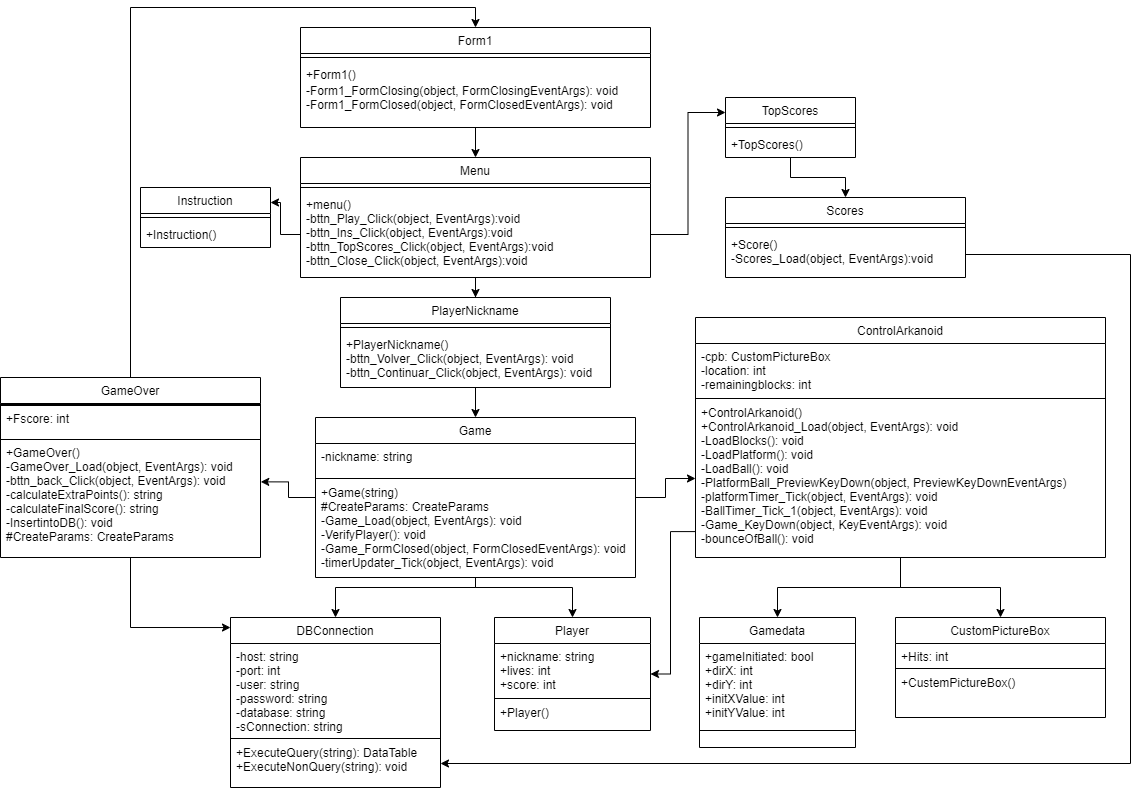 Form1
+Form1()
-Form1_FormClosing(object, FormClosingEventArgs): void
-Form1_FormClosed(object, FormClosedEventArgs): void
TopScores
+TopScores()
Menu
+menu()
-bttn_Play_Click(object, EventArgs):void
-bttn_Ins_Click(object, EventArgs):void
-bttn_TopScores_Click(object, EventArgs):void
-bttn_Close_Click(object, EventArgs):void
Instruction
+Instruction()
Scores
+Score()
-Scores_Load(object, EventArgs):void
PlayerNickname
+PlayerNickname()
-bttn_Volver_Click(object, EventArgs): void
-bttn_Continuar_Click(object, EventArgs): void
ControlArkanoid
-cpb: CustomPictureBox
-location: int
-remainingblocks: int
+ControlArkanoid()
+ControlArkanoid_Load(object, EventArgs): void
-LoadBlocks(): void
-LoadPlatform(): void
-LoadBall(): void
-PlatformBall_PreviewKeyDown(object, PreviewKeyDownEventArgs)
-platformTimer_Tick(object, EventArgs): void
-BallTimer_Tick_1(object, EventArgs): void
-Game_KeyDown(object, KeyEventArgs): void
-bounceOfBall(): void
GameOver
+Fscore: int
+GameOver()
-GameOver_Load(object, EventArgs): void
-bttn_back_Click(object, EventArgs): void
-calculateExtraPoints(): string
-calculateFinalScore(): string
-InsertintoDB(): void
#CreateParams: CreateParams
Game
-nickname: string
+Game(string)
#CreateParams: CreateParams
-Game_Load(object, EventArgs): void
-VerifyPlayer(): void
-Game_FormClosed(object, FormClosedEventArgs): void
-timerUpdater_Tick(object, EventArgs): void
DBConnection
-host: string
-port: int
-user: string
-password: string
-database: string
-sConnection: string
+ExecuteQuery(string): DataTable
+ExecuteNonQuery(string): void
Player
+nickname: string
+lives: int
+score: int
+Player()
Gamedata
+gameInitiated: bool
+dirX: int
+dirY: int
+initXValue: int
+initYValue: int
CustomPictureBox
+Hits: int
+CustemPictureBox()